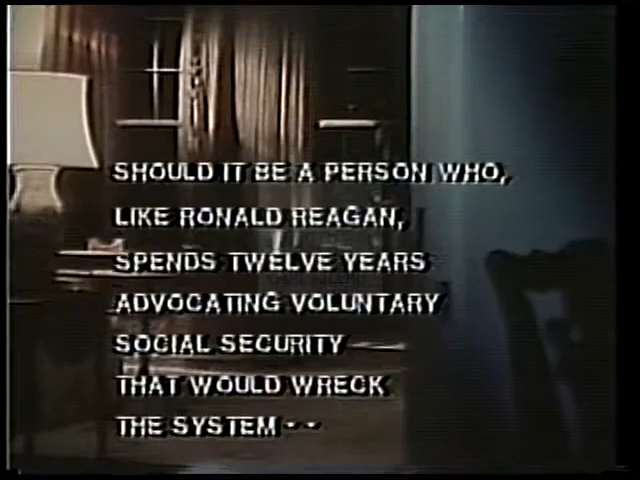 SHOULD IT BE A PERSON WHO,
LIKE RONALD REAGAN,
SPENDS TWELVE YEARS
ADVOCATING VOLUNTARY
SOCIAL SECURITY
THAT WOULD WRECK
THE SYSTEM--